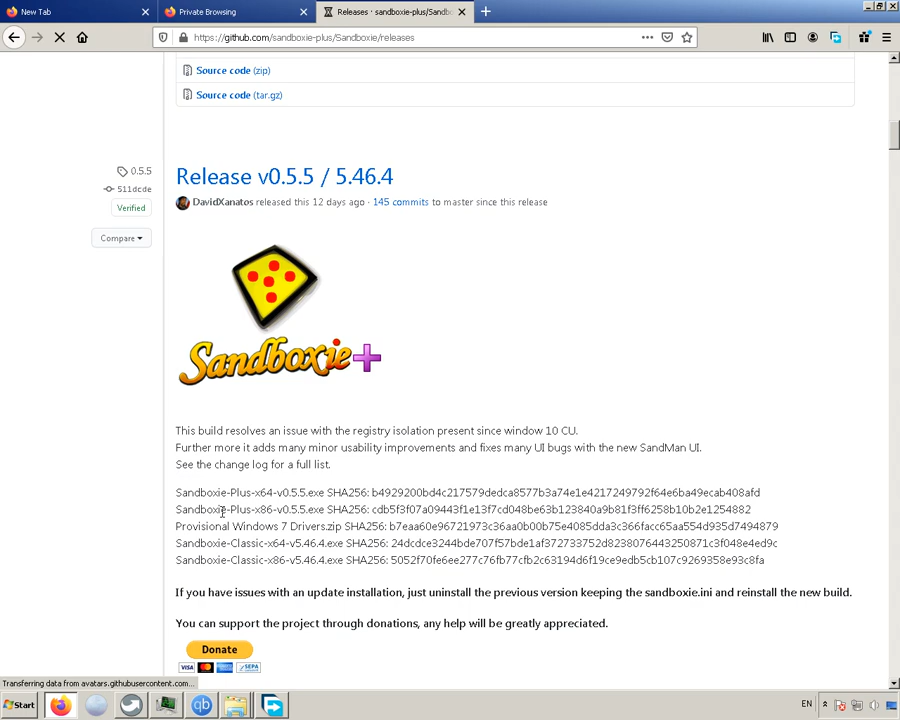 New Tab
Private Browsing
Releases · sandboxie-plus/Sandb
https://github.com/sandboxie-plus/Sandboxie/releases
Source code (zip)
Source code (tar.gz)
0.5.5
511dcde
Verified
Compare
Release v0.5.5 / 5.46.4
DavidXanatos released this 12 days ago · 145 commits to master since this release
Sandboxie+
This build resolves an issue with the registry isolation present since window 10 CU.
Further more it adds many minor usability improvements and fixes many UI bugs with the new SandMan UI.
See the change log for a full list.
Sandboxie-Plus-x64-v0.5.5.exe SHA256: b4929200bd4c217579dedca8577b3a74e1e4217249792f64e6ba49ecab408afd
Sandboxie-Plus-x86-v0.5.5.exe SHA256: cdb5f3f07a09443f1e13f7cd048be63b123840a9b81f3ff6258b10b2e1254882
Provisional Windows 7 Drivers.zip SHA256: b7eaa60e96721973c36aa0b00b75e4085dda3c366facc65aa554d935d7494879
Sandboxie-Classic-x64-v5.46.4.exe SHA256: 24dcdce3244bde707f57bde1af372733752d8238076443250871c3f048e4ed9c
Sandboxie-Classic-x86-v5.46.4.exe SHA256: 5052f70fe6ee277c76fb77cfb2c63194d6f19ce9edb5cb107c9269358e93c8fa
If you have issues with an update installation, just uninstall the previous version keeping the sandboxie.ini and reinstall the new build.
You can support the project through donations, any help will be greatly appreciated.
Donate
VISA
SEPA
Transferring data from avatars.githubusercontent.com...
Start
qb
EN